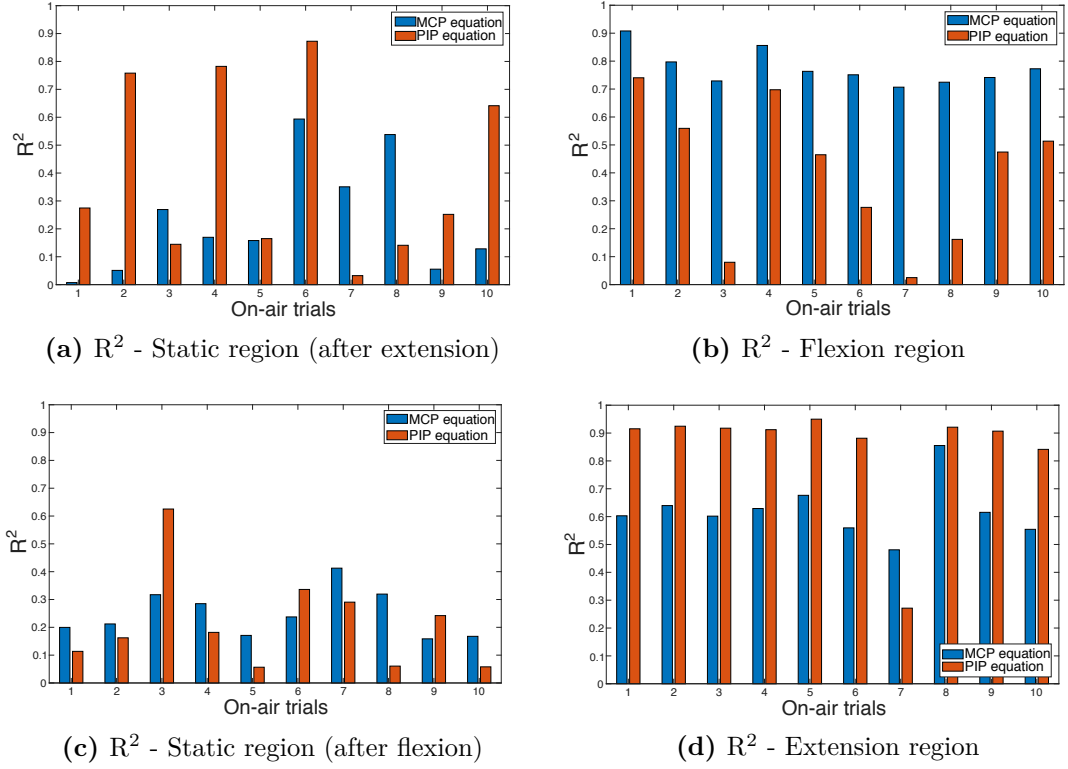 1
0.9
0.8
0.7
0.6
0.5
0.4
0.3
0.2
0.1
0
R²
MCP equation
PIP equation
1 2 3 4 5 6 7 8 9 10
On-air trials
(a) R² - Static region (after extension)
1
0.9
0.8
0.7
0.6
0.5
0.4
0.3
0.2
0.1
0
R²
MCP equation
PIP equation
1 2 3 4 5 6 7 8 9 10
On-air trials
(b) R² - Flexion region
1
0.9
0.8
0.7
0.6
0.5
0.4
0.3
0.2
0.1
0
R²
MCP equation
PIP equation
1 2 3 4 5 6 7 8 9 10
On-air trials
(c) R² - Static region (after flexion)
1
0.9
0.8
0.7
0.6
0.5
0.4
0.3
0.2
0.1
0
R²
MCP equation
PIP equation
1 2 3 4 5 6 7 8 9 10
On-air trials
(d) R² - Extension region